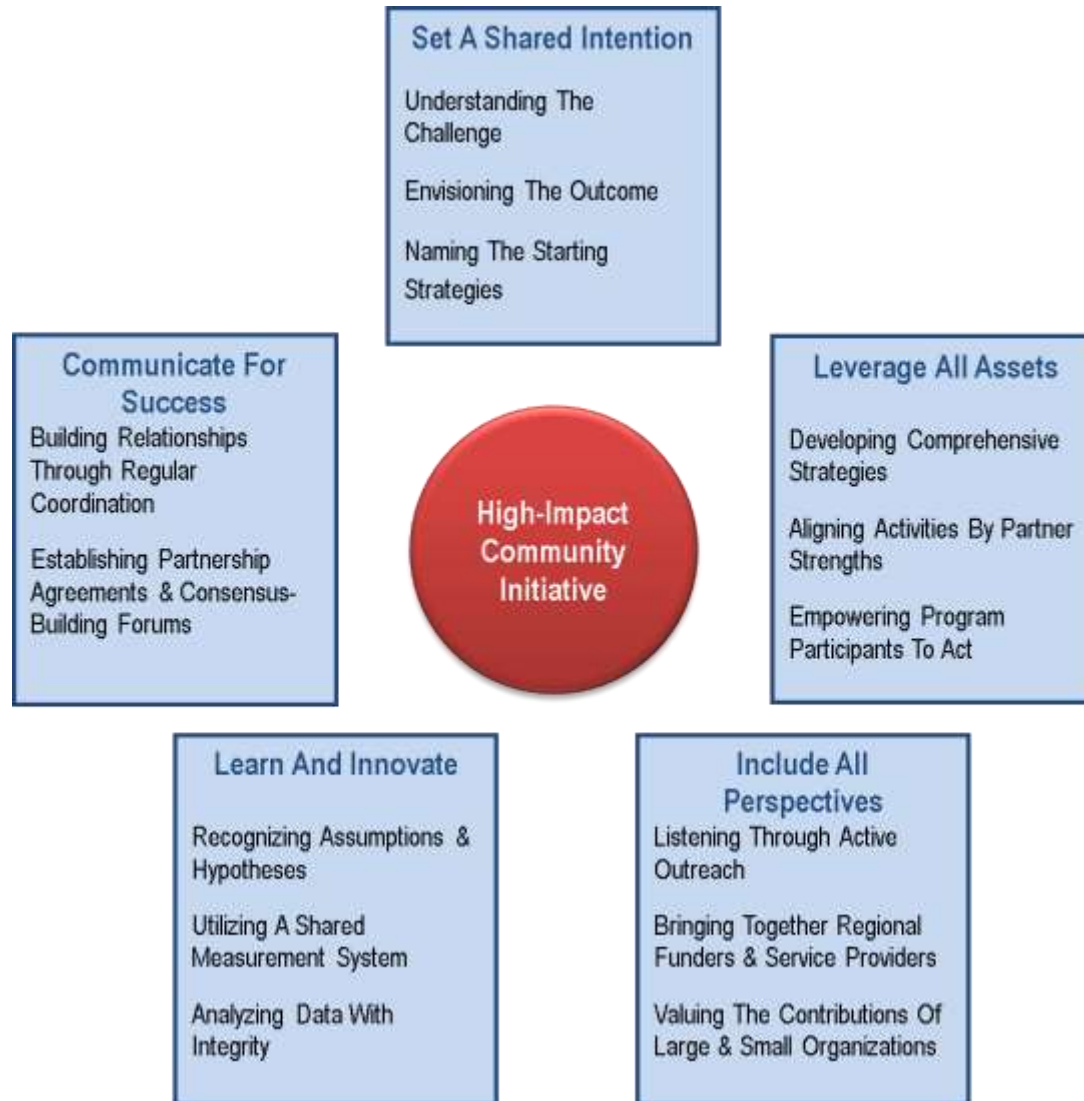 Set A Shared Intention
Understanding The
Challenge
Envisioning The Outcome
Naming The Starting
Strategies
Communicate For
Success
Building Relationships
Through Regular
Coordination
Establishing Partnership
Agreements & Consensus-
Building Forums
High-Impact
Community
Initiative
Leverage All Assets
Developing Comprehensive
Strategies
Aligning Activities By Partner
Strengths
Empowering Program
Participants To Act
Learn And Innovate
Recognizing Assumptions &
Hypotheses
Utilizing A Shared
Measurement System
Analyzing Data With
Integrity
Include All
Perspectives
Listening Through Active
Outreach
Bringing Together Regional
Funders & Service Providers
Valuing The Contributions Of
Large & Small Organizations